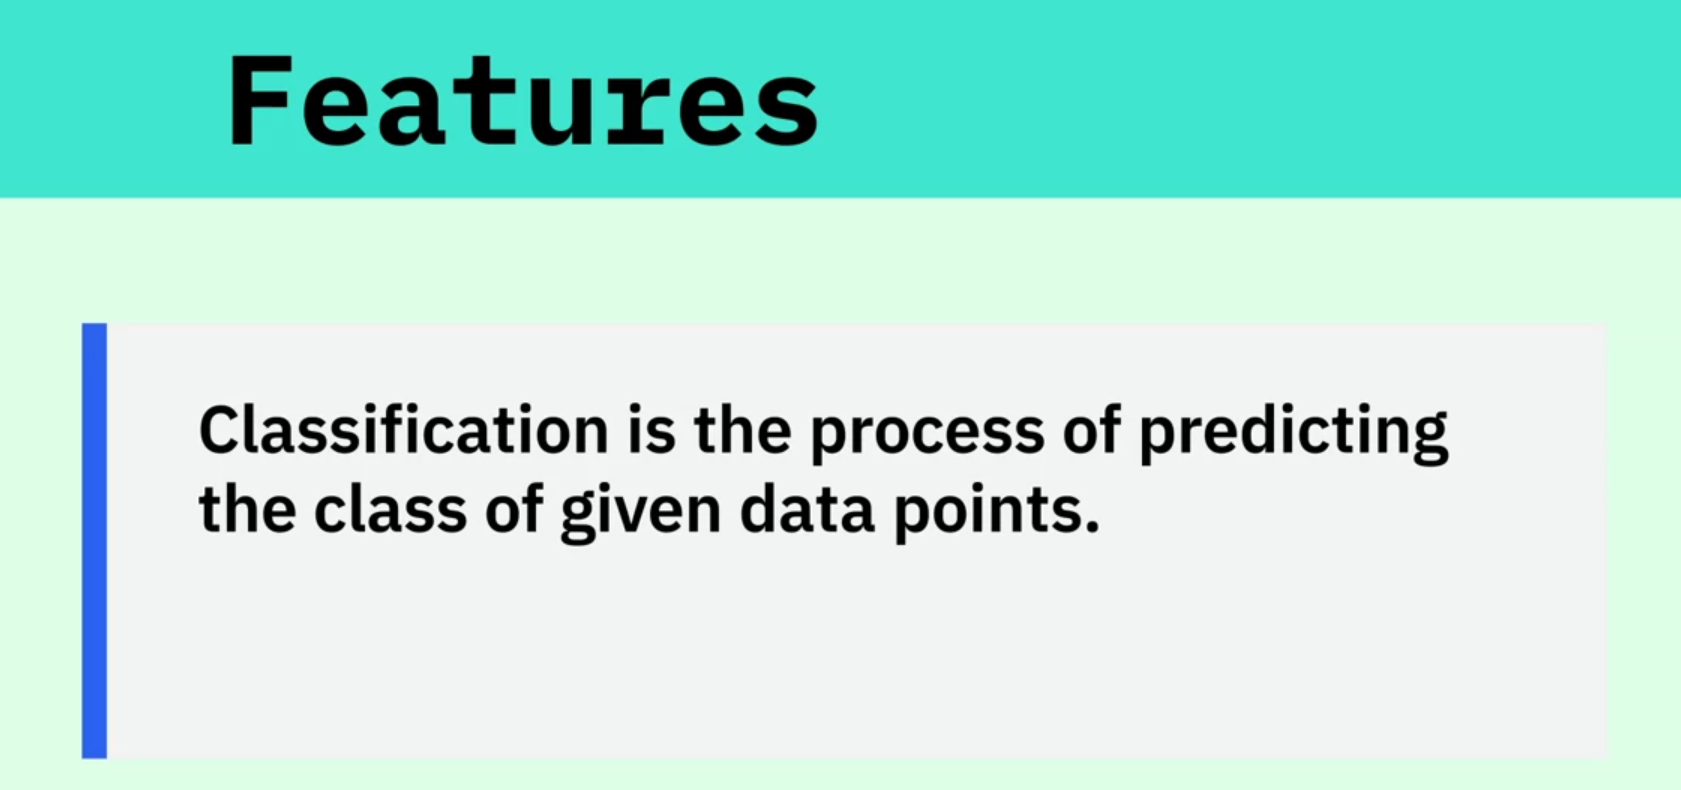 Features
Classification is the process of predicting
the class of given data points.